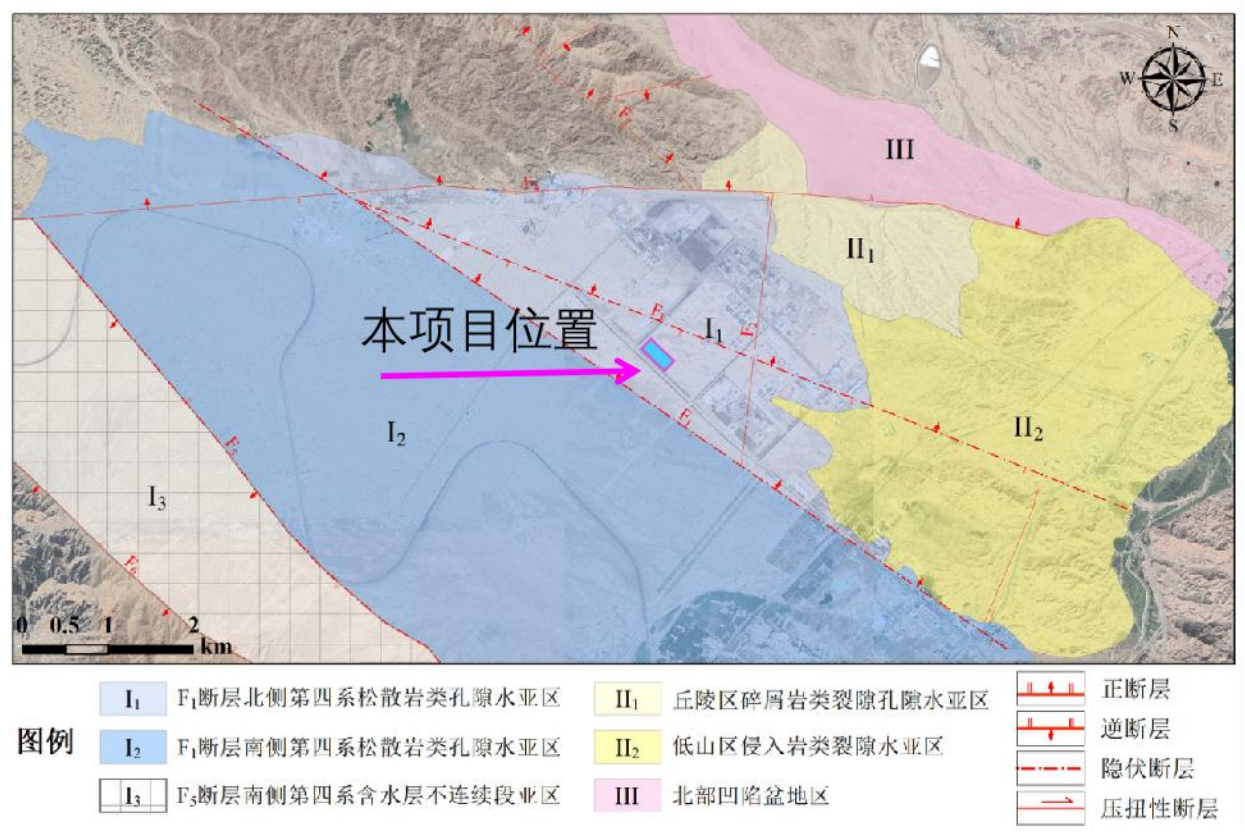 N
W E
S
III
II₁
本项目位置
I₁
F₁
I₂
II₂
F₅
I₃
F₆
0 0.5 1 2
km
图例
I₁ F₁断层北侧第四系松散岩类孔隙水亚区
I₂ F₁断层南侧第四系松散岩类孔隙水亚区
I₃ F₅断层南侧第四系含水层不连续段亚区
II₁ 丘陵区碎屑岩类裂隙孔隙水亚区
II₂ 低山区侵入岩类裂隙水亚区
III 北部凹陷盆地区
正断层
逆断层
隐伏断层
压扭性断层